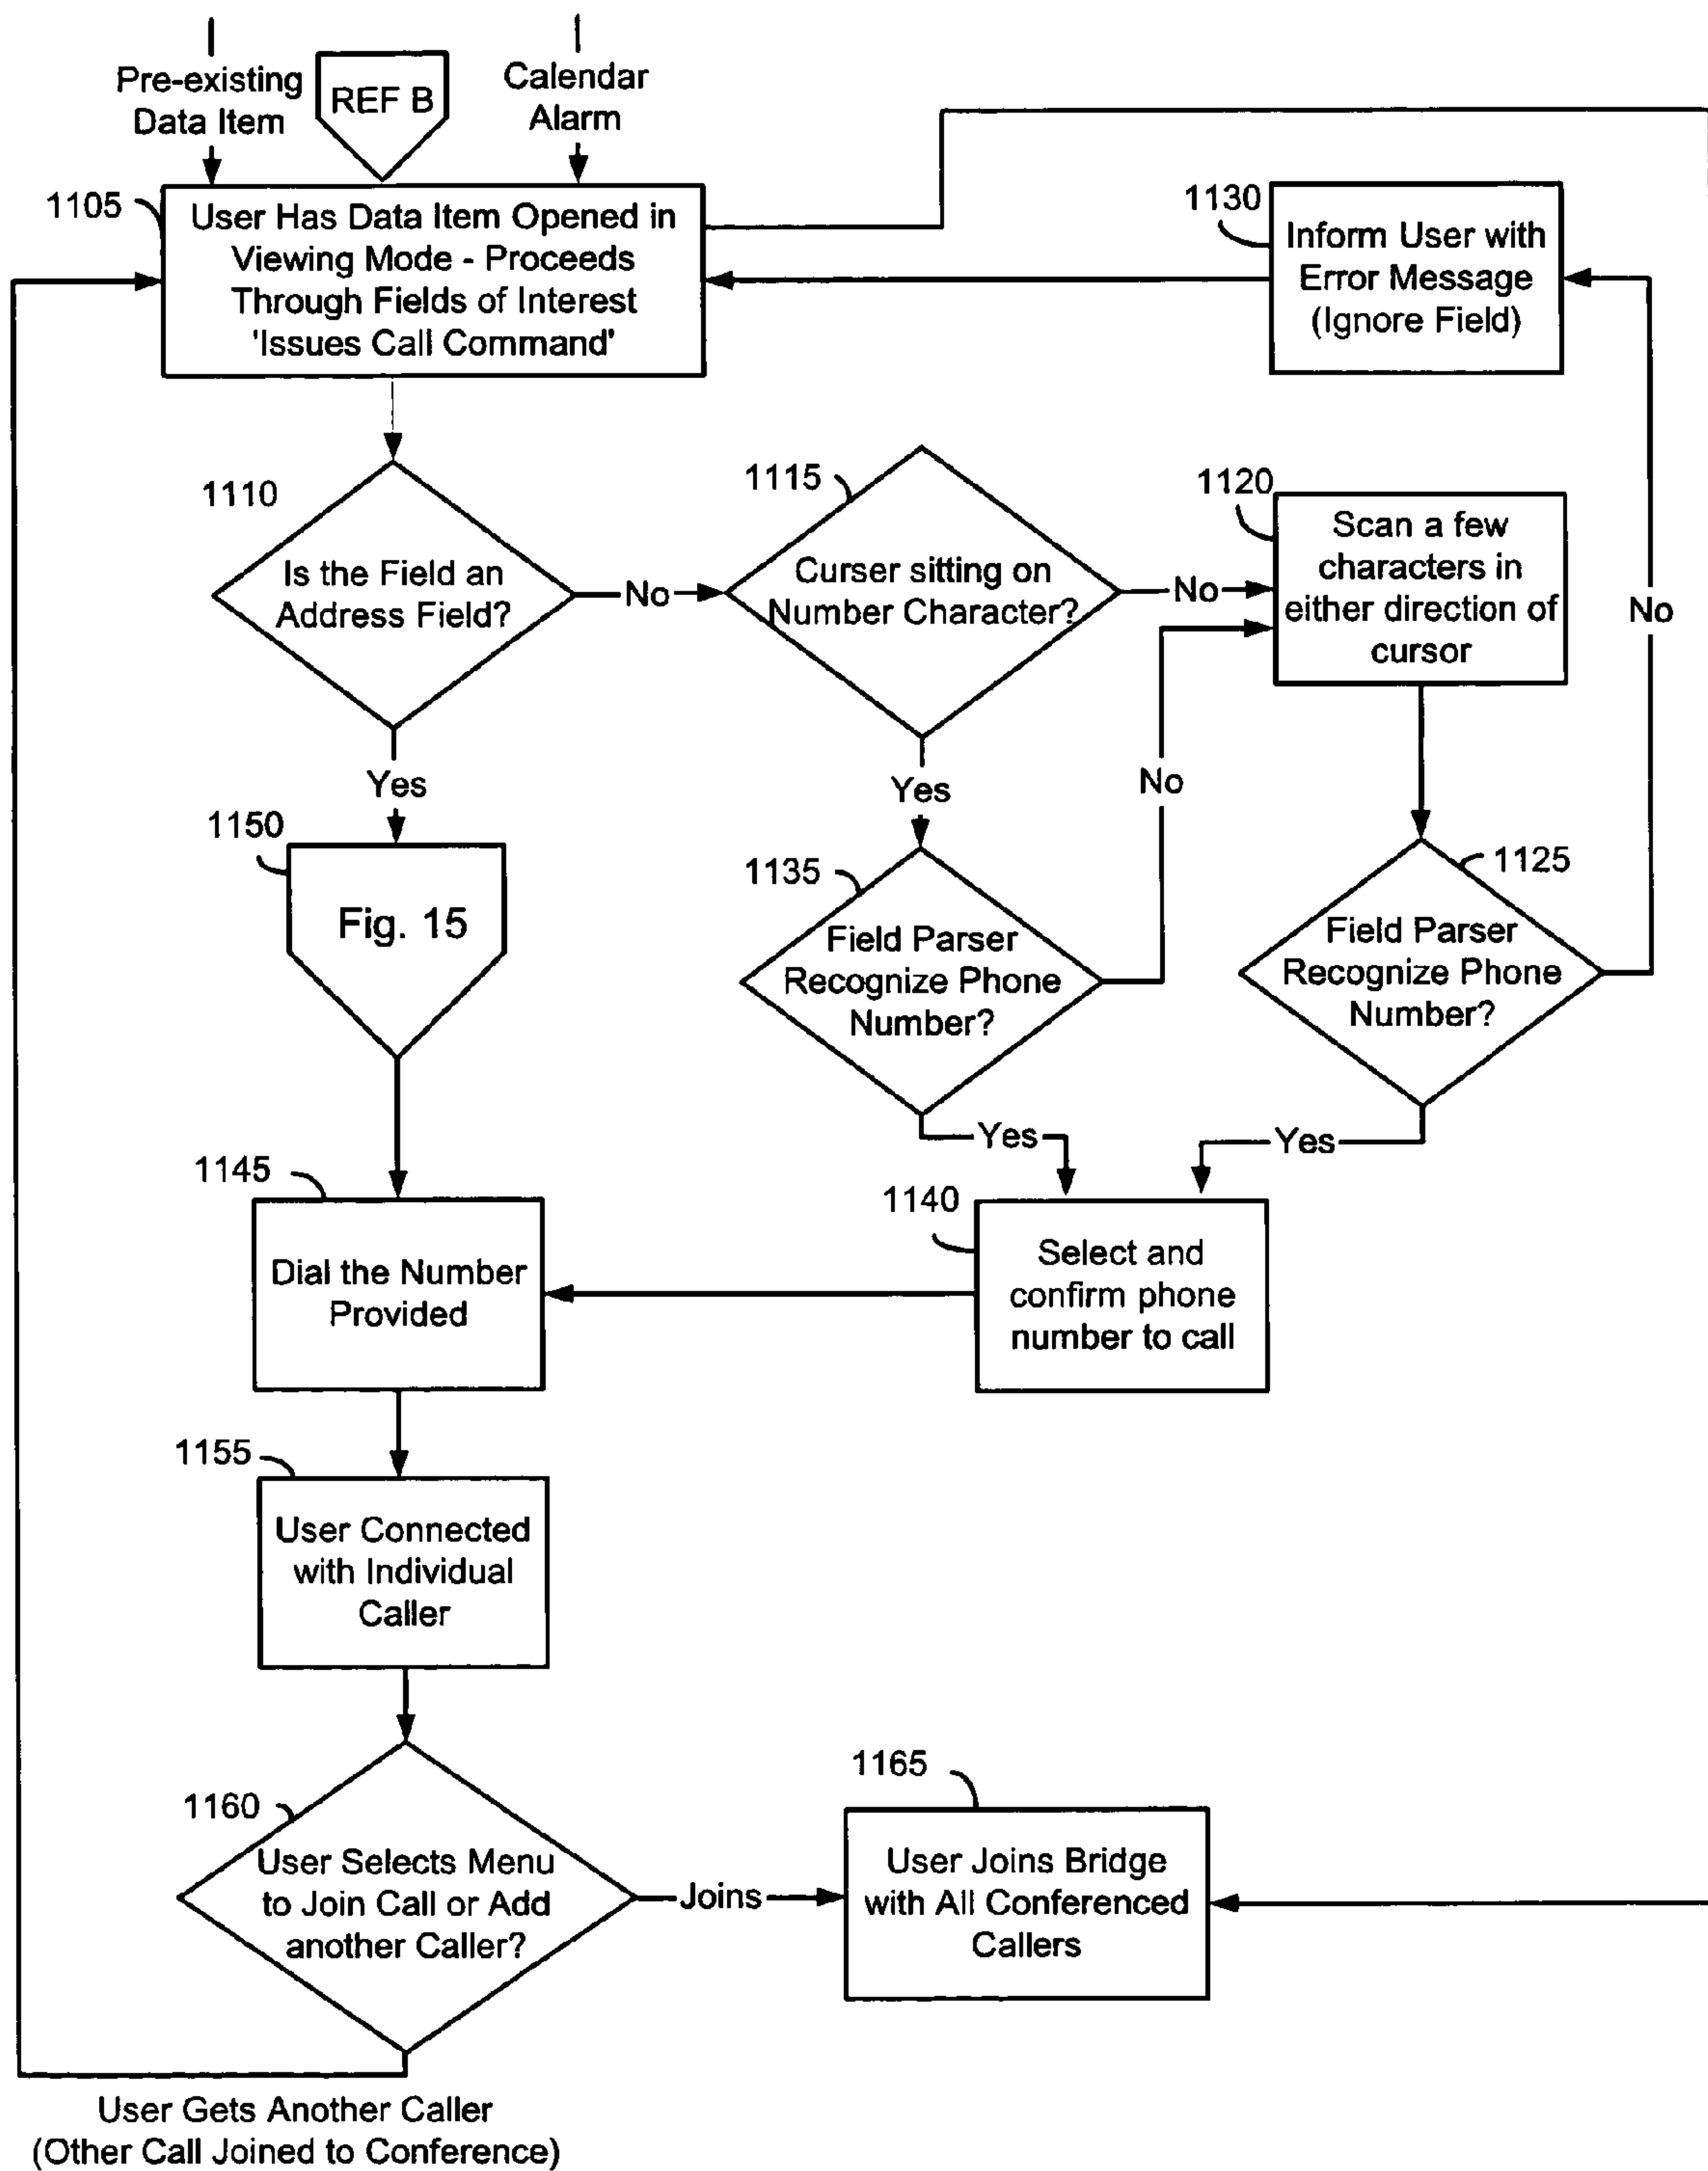 Pre-existing
Data Item
REF B
Calendar
Alarm
1105
User Has Data Item Opened in
Viewing Mode - Proceeds
Through Fields of Interest
'Issues Call Command'
1130
Inform User with
Error Message
(Ignore Field)
1110
Is the Field an
Address Field?
No
1115
Curser sitting on
Number Character?
No
1120
Scan a few
characters in
either direction of
cursor
No
Yes
Yes
No
1150
Fig. 15
1135
Field Parser
Recognize Phone
Number?
1125
Field Parser
Recognize Phone
Number?
Yes
Yes
1145
Dial the Number
Provided
1140
Select and
confirm phone
number to call
1155
User Connected
with Individual
Caller
1160
User Selects Menu
to Join Call or Add
another Caller?
Joins
1165
User Joins Bridge
with All Conferenced
Callers
User Gets Another Caller
(Other Call Joined to Conference)